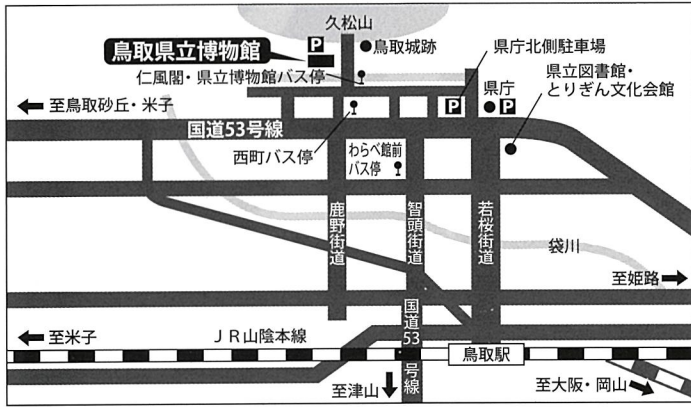 久松山
P
鳥取県立博物館
鳥取城跡
県庁北側駐車場
仁風閣・県立博物館バス停
県庁
県立図書館・
とりぎん文化会館
至鳥取砂丘・米子
P
P
国道53号線
西町バス停
わらべ館前
バス停
鹿野街道
智頭街道
若桜街道
袋川
至姫路
国道53号線
至米子
JR山陰本線
鳥取駅
至津山
至大阪・岡山